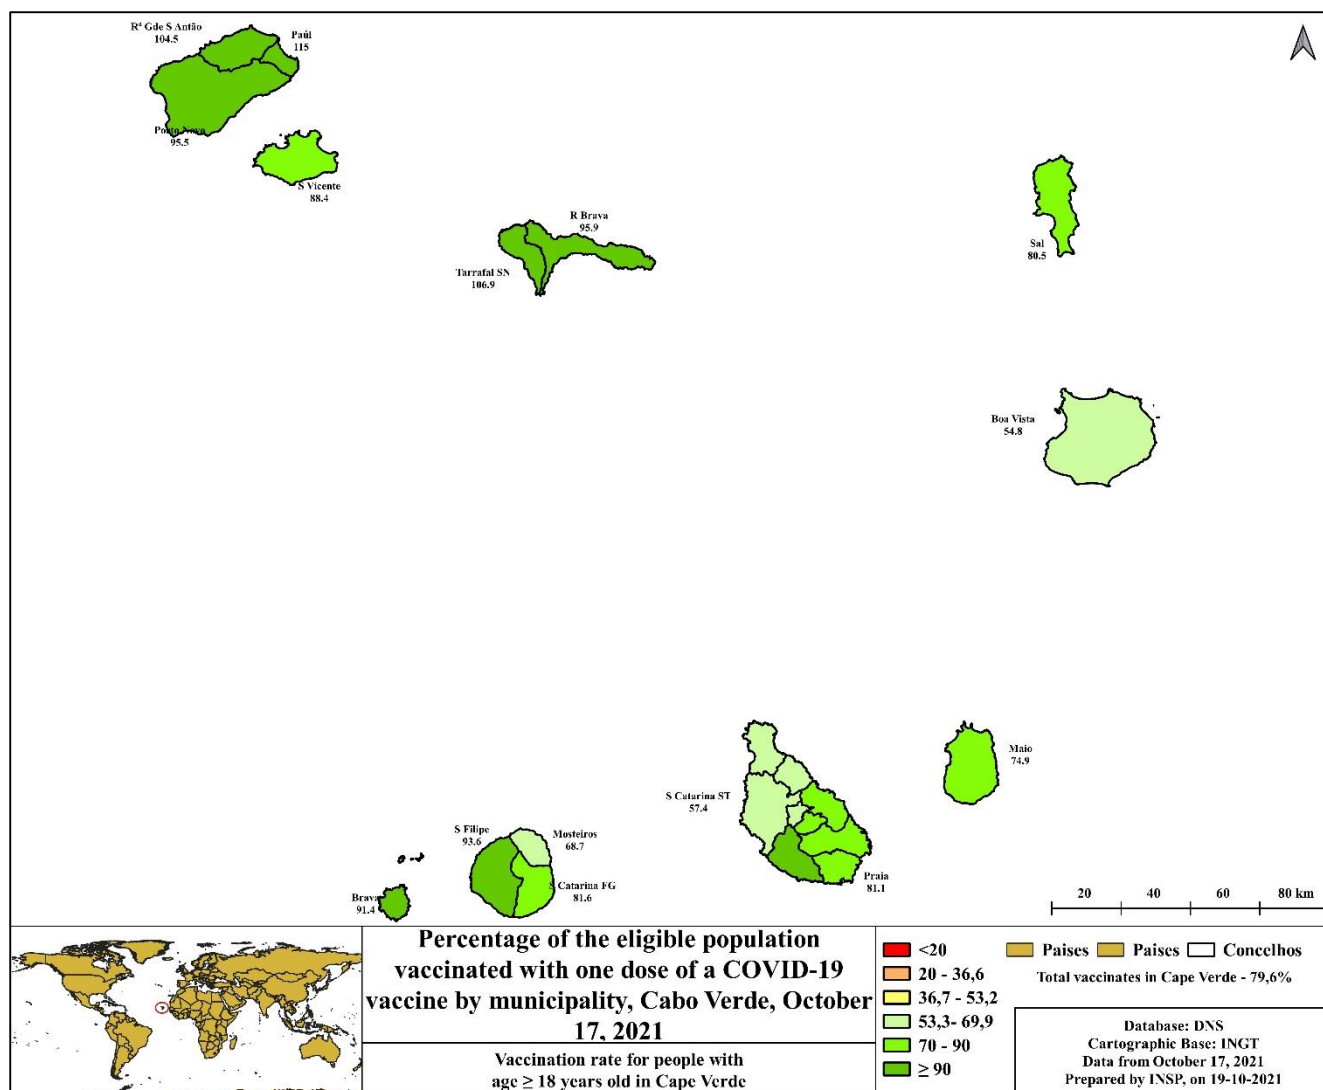 Rª Gde S Antão
104.5
Paúl
115
Porto Novo
95.5
S Vicente
88.4
R Brava
95.9
Tarrafal SN
106.9
Sal
80.5
Boa Vista
54.8
Maio
74.9
S Catarina ST
57.4
Praia
81.1
S Filipe
93.6
Mosteiros
68.7
S Catarina FG
81.6
Brava
91.4
20 40 60 80 km
Percentage of the eligible population
vaccinated with one dose of a COVID-19
vaccine by municipality, Cabo Verde, October
17, 2021
Vaccination rate for people with
age ≥ 18 years old in Cape Verde
<20
20 - 36,6
36,7 - 53,2
53,3- 69,9
70 - 90
≥ 90
Paises Paises Concelhos
Total vaccinates in Cape Verde - 79,6%
Database: DNS
Cartographic Base: INGT
Data from October 17, 2021
Prepared by INSP, on 19-10-2021